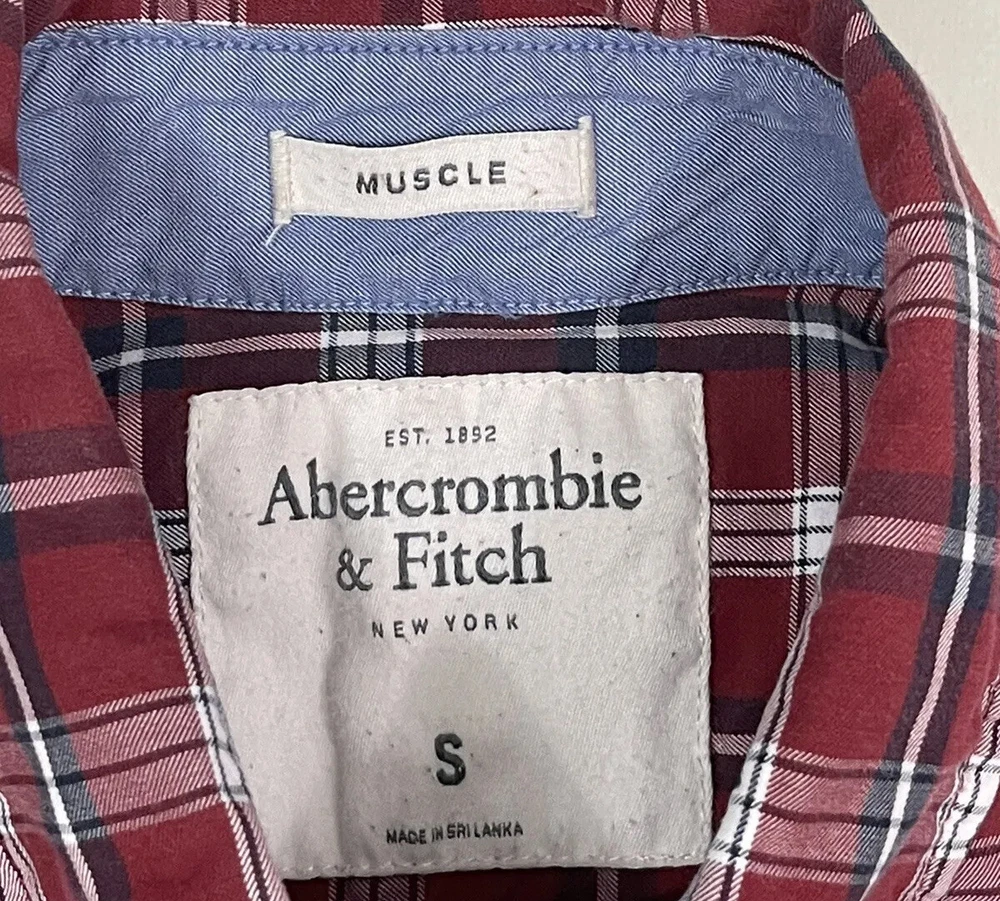 MUSCLE
EST. 1892
Abercrombie
& Fitch
NEW YORK
S
MADE IN SRI LANKA